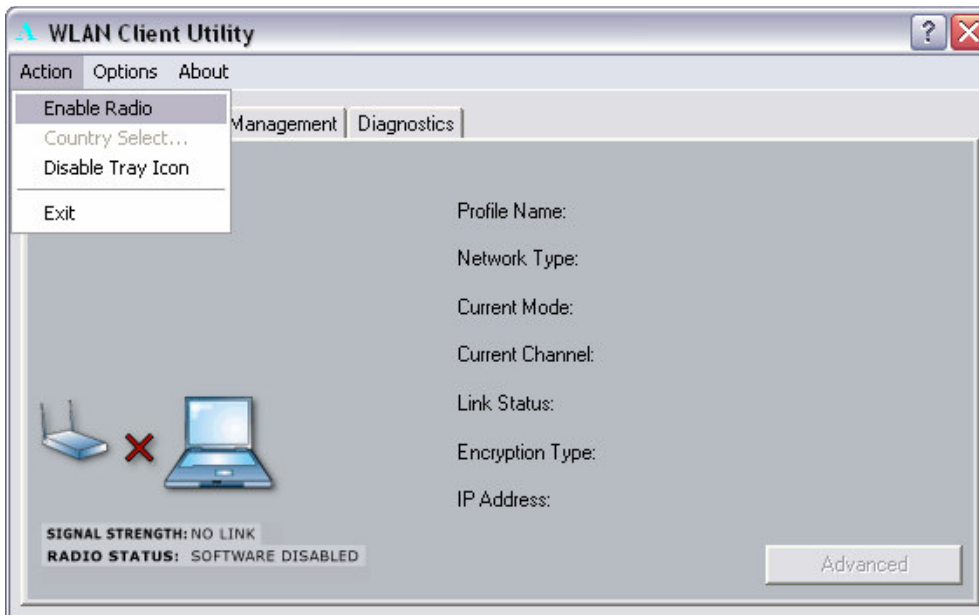 WLAN Client Utility
Action Options About
Enable Radio
Country Select...
Disable Tray Icon
Exit
Management Diagnostics
Profile Name:
Network Type:
Current Mode:
Current Channel:
Link Status:
Encryption Type:
IP Address:
SIGNAL STRENGTH: NO LINK
RADIO STATUS: SOFTWARE DISABLED
Advanced